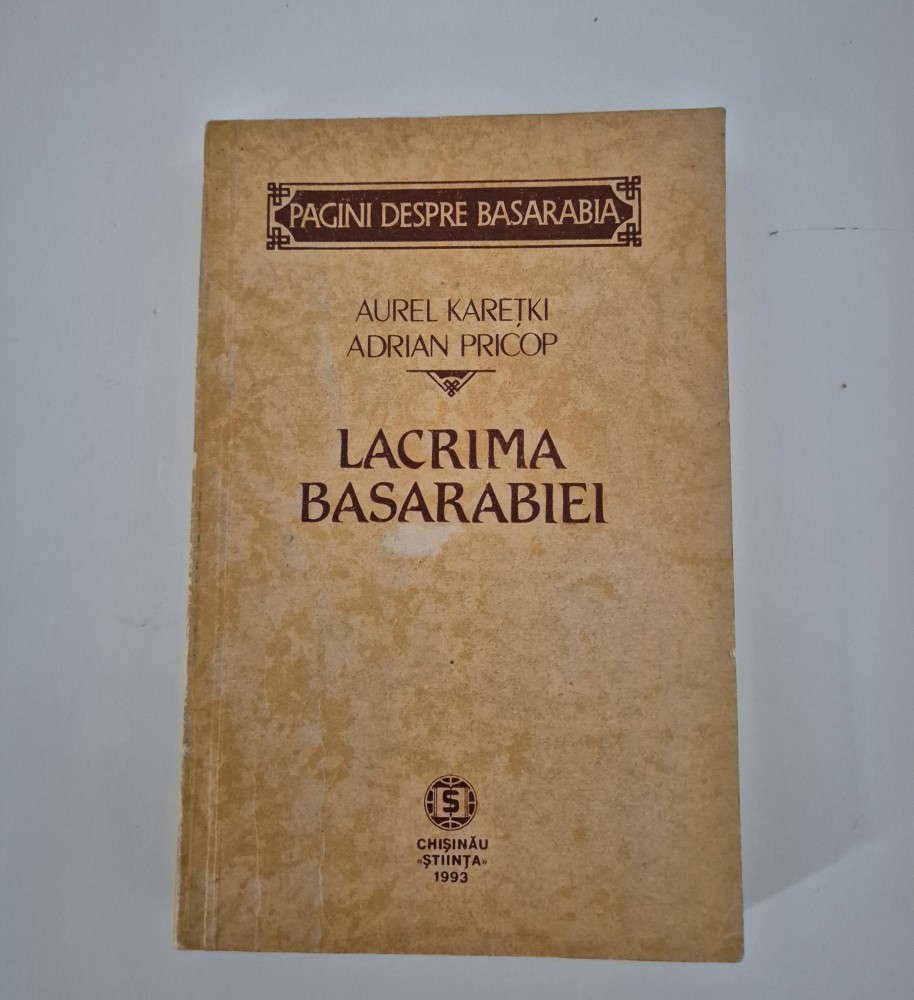 PAGINI DESPRE BASARABIA
AUREL KAREȚKI
ADRIAN PRICOP
LACRIMA
BASARABIEI
Ș
CHIȘINĂU
«ȘTIINȚA»
1993